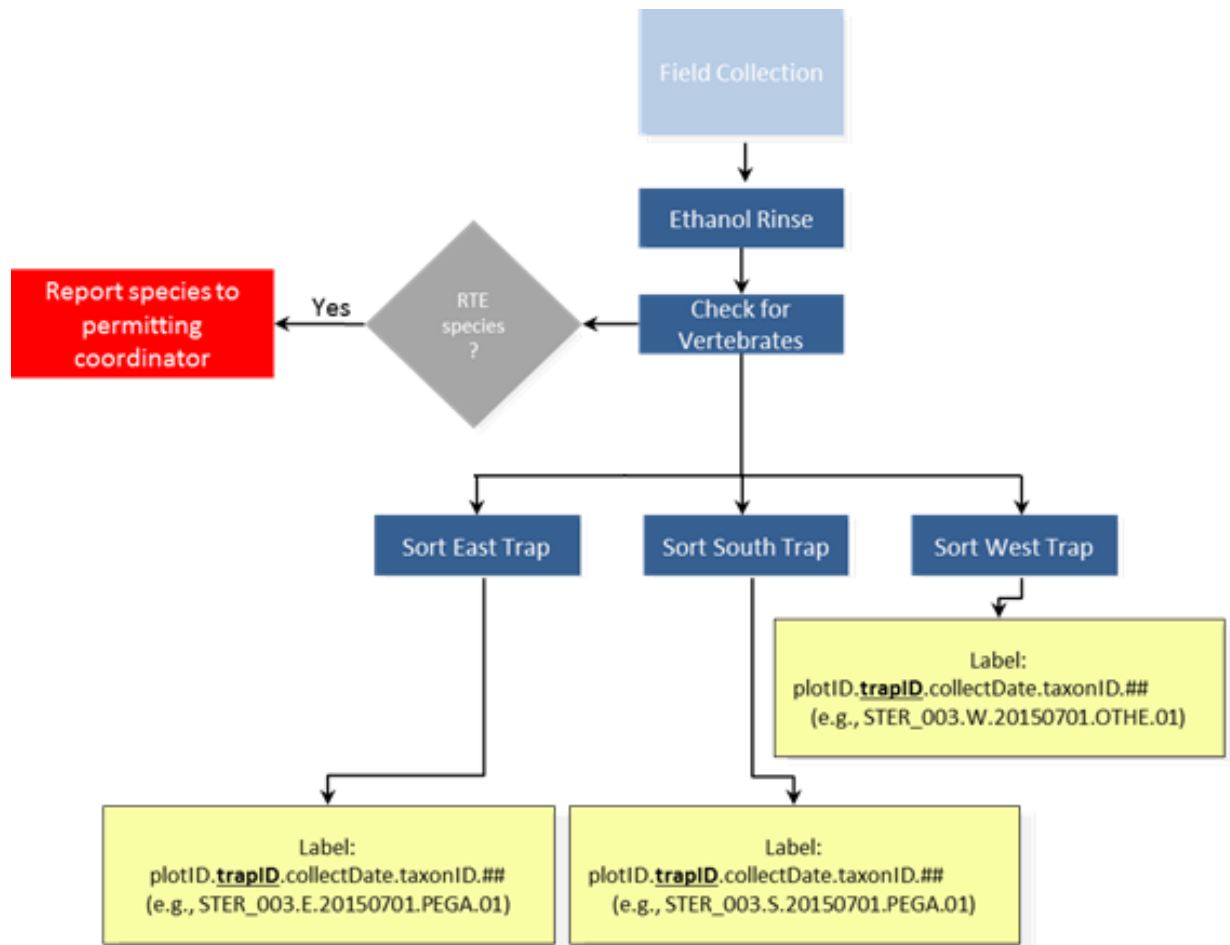 Field Collection
Ethanol Rinse
Check for
Vertebrates
RTE
species
?
Yes
Report species to
permitting
coordinator
Sort East Trap
Sort South Trap
Sort West Trap
Label:
plotID.trapID.collectDate.taxonID.##
(e.g., STER_003.W.20150701.OTHE.01)
Label:
plotID.trapID.collectDate.taxonID.##
(e.g., STER_003.E.20150701.PEGA.01)
Label:
plotID.trapID.collectDate.taxonID.##
(e.g., STER_003.S.20150701.PEGA.01)